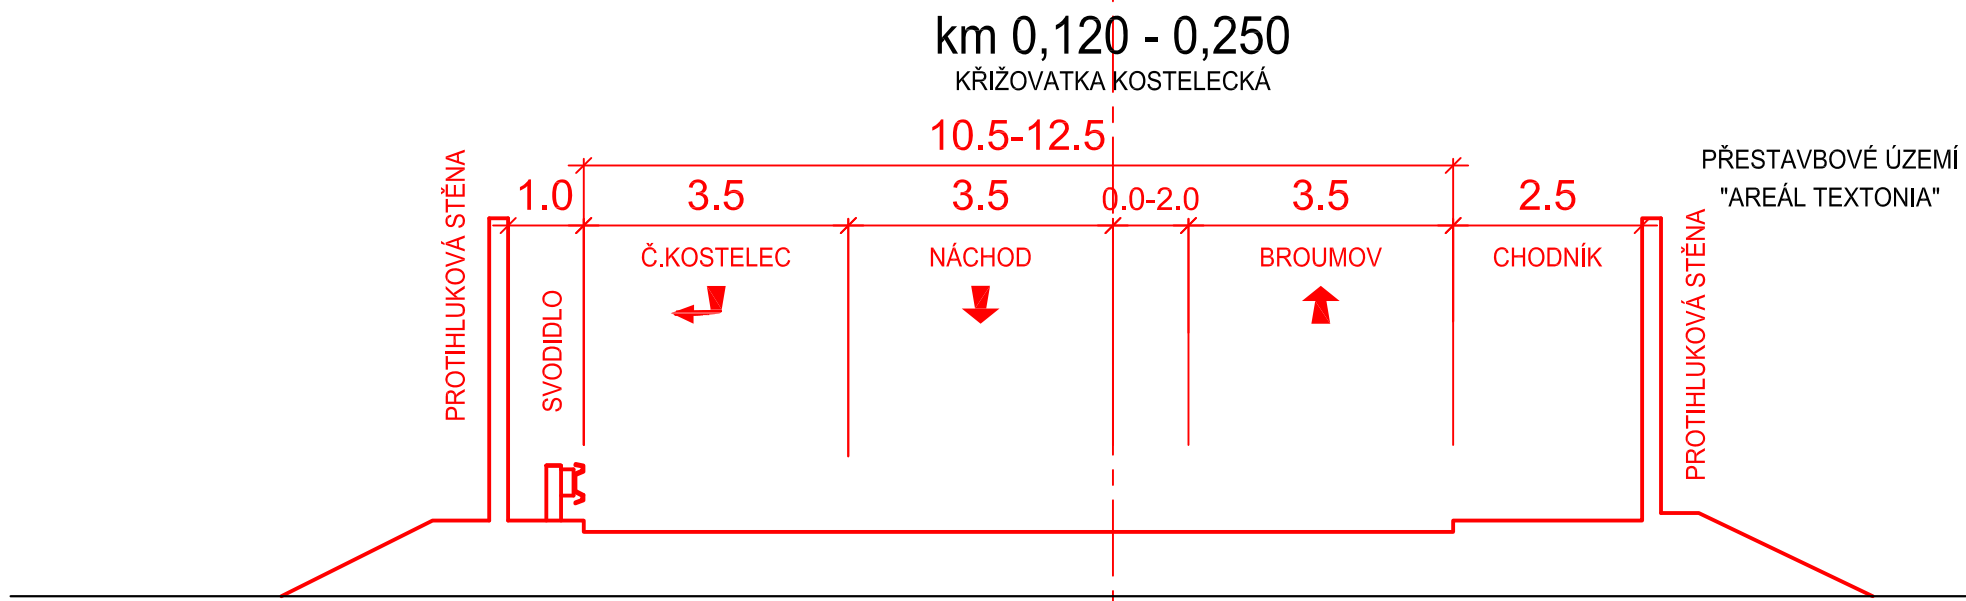 km 0,120 - 0,250
KŘIŽOVATKA KOSTELECKÁ
10.5-12.5
PŘESTAVBOVÉ ÚZEMÍ
"AREÁL TEXTONIA"
1.0 3.5 3.5 0.0-2.0 3.5 2.5
PROTIHLUKOVÁ STĚNA
SVODIDLO
Č.KOSTELEC
NÁCHOD
BROUMOV
CHODNÍK
PROTIHLUKOVÁ STĚNA